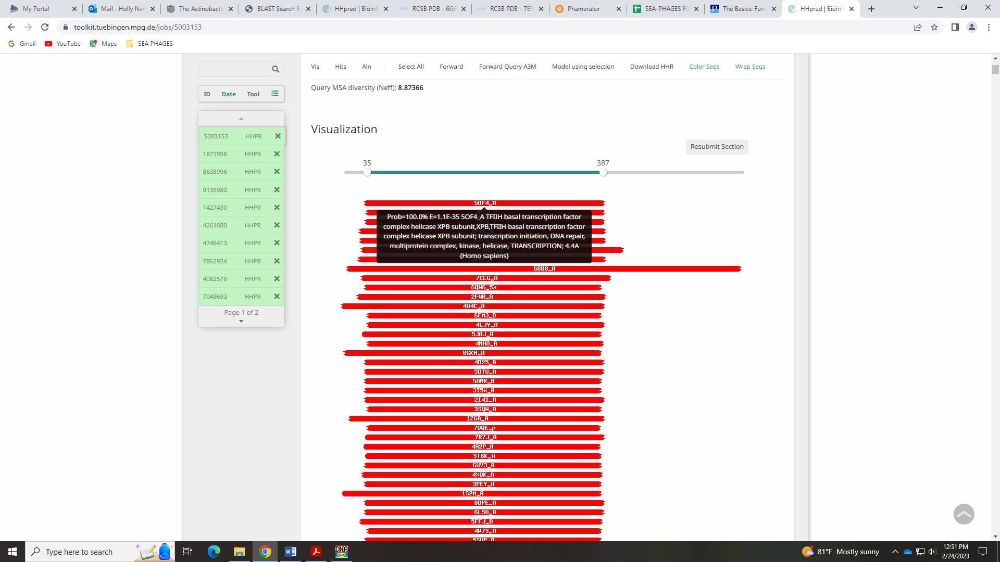 My Portal
Mail - Holly Nan
The Actinobacte
BLAST Search Re
HHpred | Bioinfo
RCSB PDB - 6GE
RCSB PDB - 7EN
Phamerator
SEA-PHAGES FU
The Basics: Func
HHpred | Bioinfo
toolkit.tuebingen.mpg.de/jobs/5003153
Gmail
YouTube
Maps
SEA PHAGES
Vis Hits Aln Select All Forward Forward Query A3M Model using selection Download HHR Color Seqs Wrap Seqs
Query MSA diversity (Neff): 8.87366
ID Date Tool
5003153 HHPR
1871958 HHPR
8638996 HHPR
9135980 HHPR
1427430 HHPR
4261600 HHPR
4746413 HHPR
7862924 HHPR
4082576 HHPR
7049693 HHPR
Page 1 of 2
Visualization
Resubmit Section
35 387
5OF4_A
Prob=100.0% E=1.1E-35 5OF4_A TFIIH basal transcription factor
complex helicase XPB subunit,XPB,TFIIH basal transcription factor
complex helicase XPB subunit; transcription initiation, DNA repair,
multiprotein complex, kinase, helicase, TRANSCRIPTION; 4.4A
{Homo sapiens}
6BB8_A
7CLG_A
6QW6_5X
2FWR_A
4U4C_A
6EM3_D
4LJY_A
5JAJ_A
4NHO_A
6GKM_A
4D25_A
5DTU_A
5ANR_B
3I5X_A
2I4I_A
3SQW_A
1Z6A_A
7OQE_p
7R7J_A
4A2P_A
3TBK_A
6UV3_A
4XQK_A
3PEY_A
1S2M_A
8DPE_A
6L5O_A
5FFJ_B
4W7S_A
5SUP_B
Type here to search
81°F Mostly sunny
12:51 PM
2/24/2023